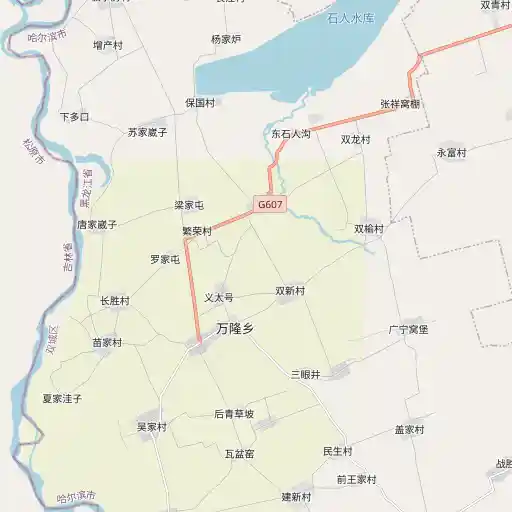 双青村
石人水库
哈尔滨市
增产村
杨家炉
保国村
张祥窝棚
下多口
苏家崴子
东石人沟
双龙村
松原市
永富村
黑龙江省
梁家屯
G607
唐家崴子
繁荣村
双榆村
吉林省
罗家屯
长胜村
义太号
双新村
双城区
苗家村
万隆乡
广宁窝堡
三眼井
夏家洼子
吴家村
后青草坡
盖家村
瓦盆窑
民生村
前王家村
哈尔滨市
建新村